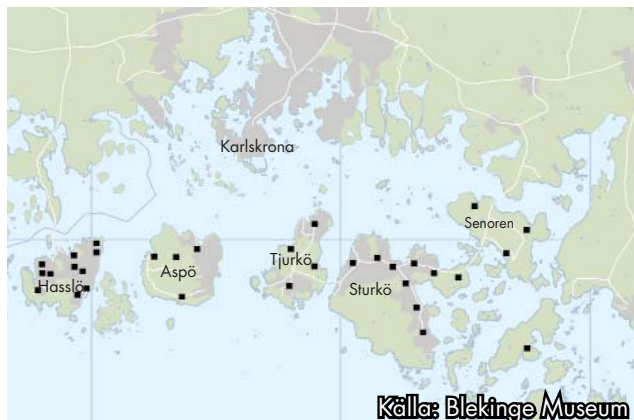 Karlskrona
Senoren
Tjurkö
Aspö
Hasslö
Sturkö
Källa: Blekinge Museum